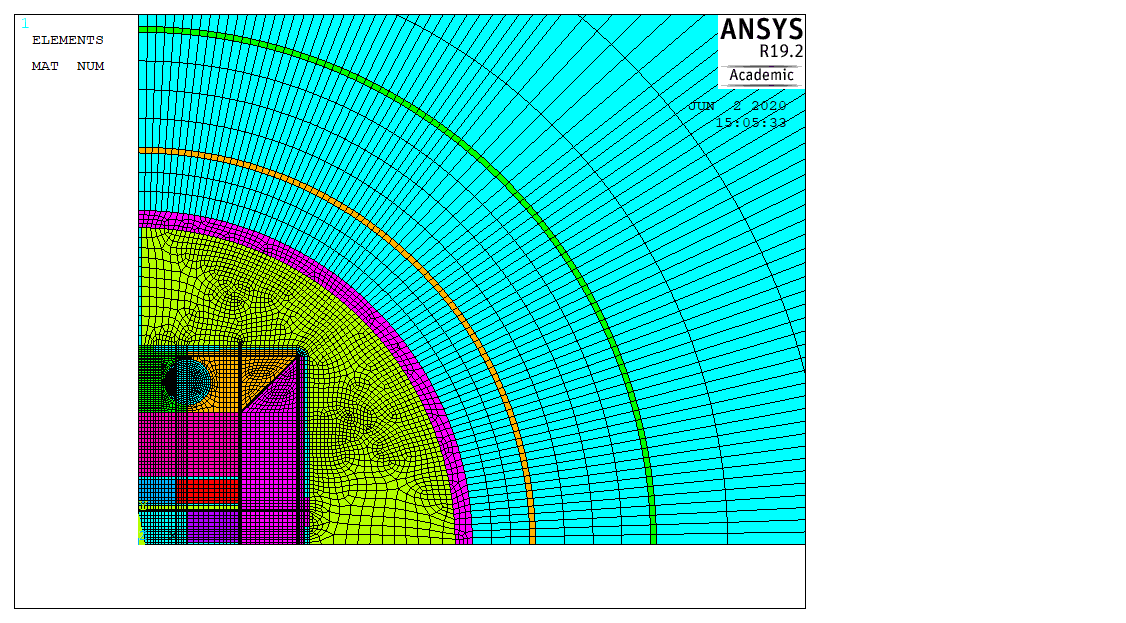 1
ELEMENTS
MAT NUM
ANSYS
R19.2
Academic
JUN 2 2020
15:05:33